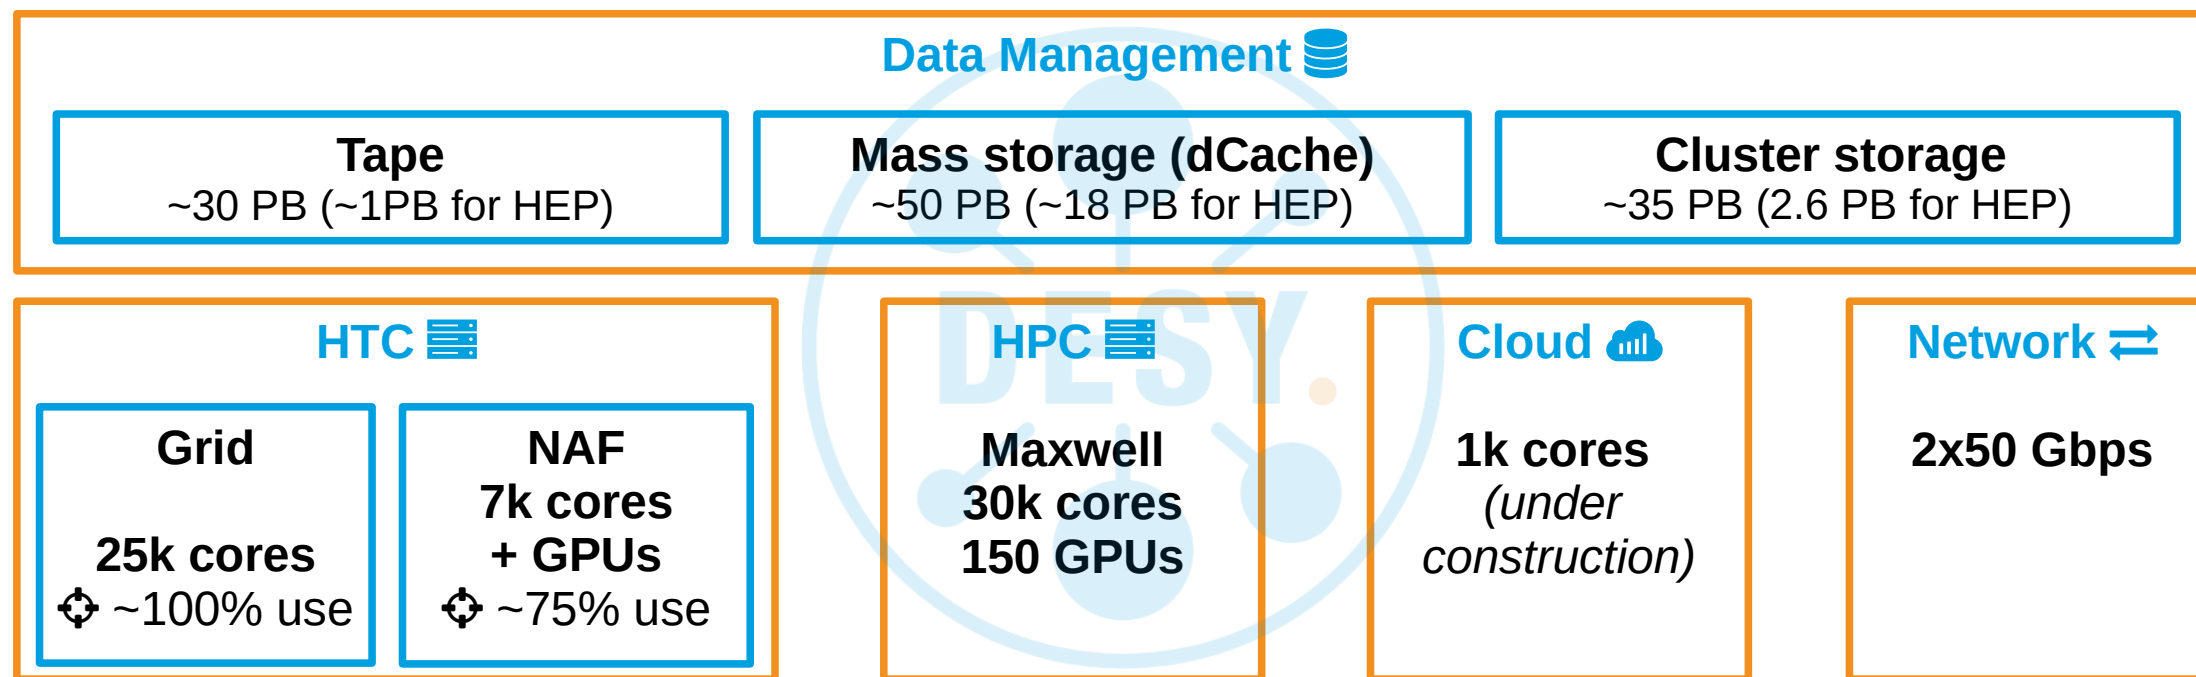 Data Management
Tape
~30 PB (~1PB for HEP)
Mass storage (dCache)
~50 PB (~18 PB for HEP)
Cluster storage
~35 PB (2.6 PB for HEP)
HTC
Grid
25k cores
~100% use
NAF
7k cores
+ GPUs
~75% use
HPC
Maxwell
30k cores
150 GPUs
Cloud
1k cores
(under
construction)
Network
2x50 Gbps
DESY.